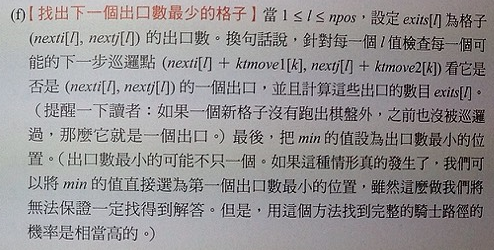 (f)【找出下一個出口數最少的格子】當 1 ≤ l ≤ npos，設定 exits[l] 為格子
(nexti[l], nextj[l]) 的出口數。換句話說，針對每一個 l 值檢查每一個可
能的下一步巡邏點 (nexti[l] + ktmove1[k], nextj[l] + ktmove2[k]) 看它是
否是 (nexti[l], nextj[l]) 的一個出口，並且計算這些出口的數目 exits[l]。
（提醒一下讀者：如果一個新格子沒有跑出棋盤外，之前也沒被巡邏
過，那麼它就是一個出口。）最後，把 min 的值設為出口數最小的位
置。（出口數最小的可能不只一個。如果這種情形真的發生了，我們可
以將 min 的值直接選為第一個出口數最小的位置，雖然這麼做我們將
無法保證一定找得到解答。但是，用這個方法找到完整的騎士路徑的
機率是相當高的。）